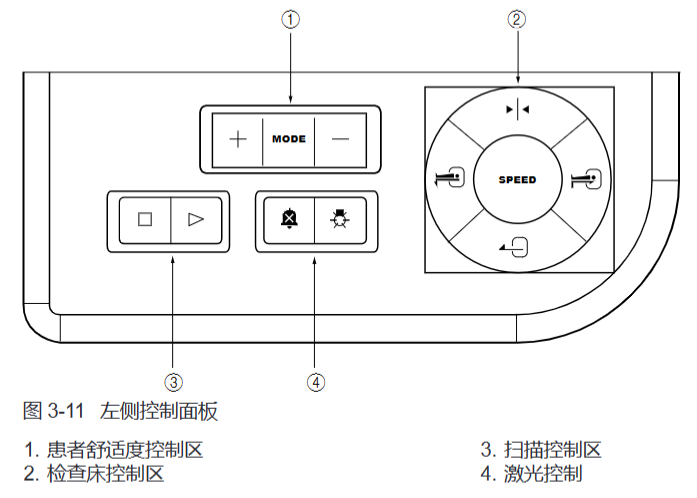 ①
②
+ MODE —
SPEED
③
④
图 3-11 左侧控制面板
1. 患者舒适度控制区
2. 检查床控制区
3. 扫描控制区
4. 激光控制